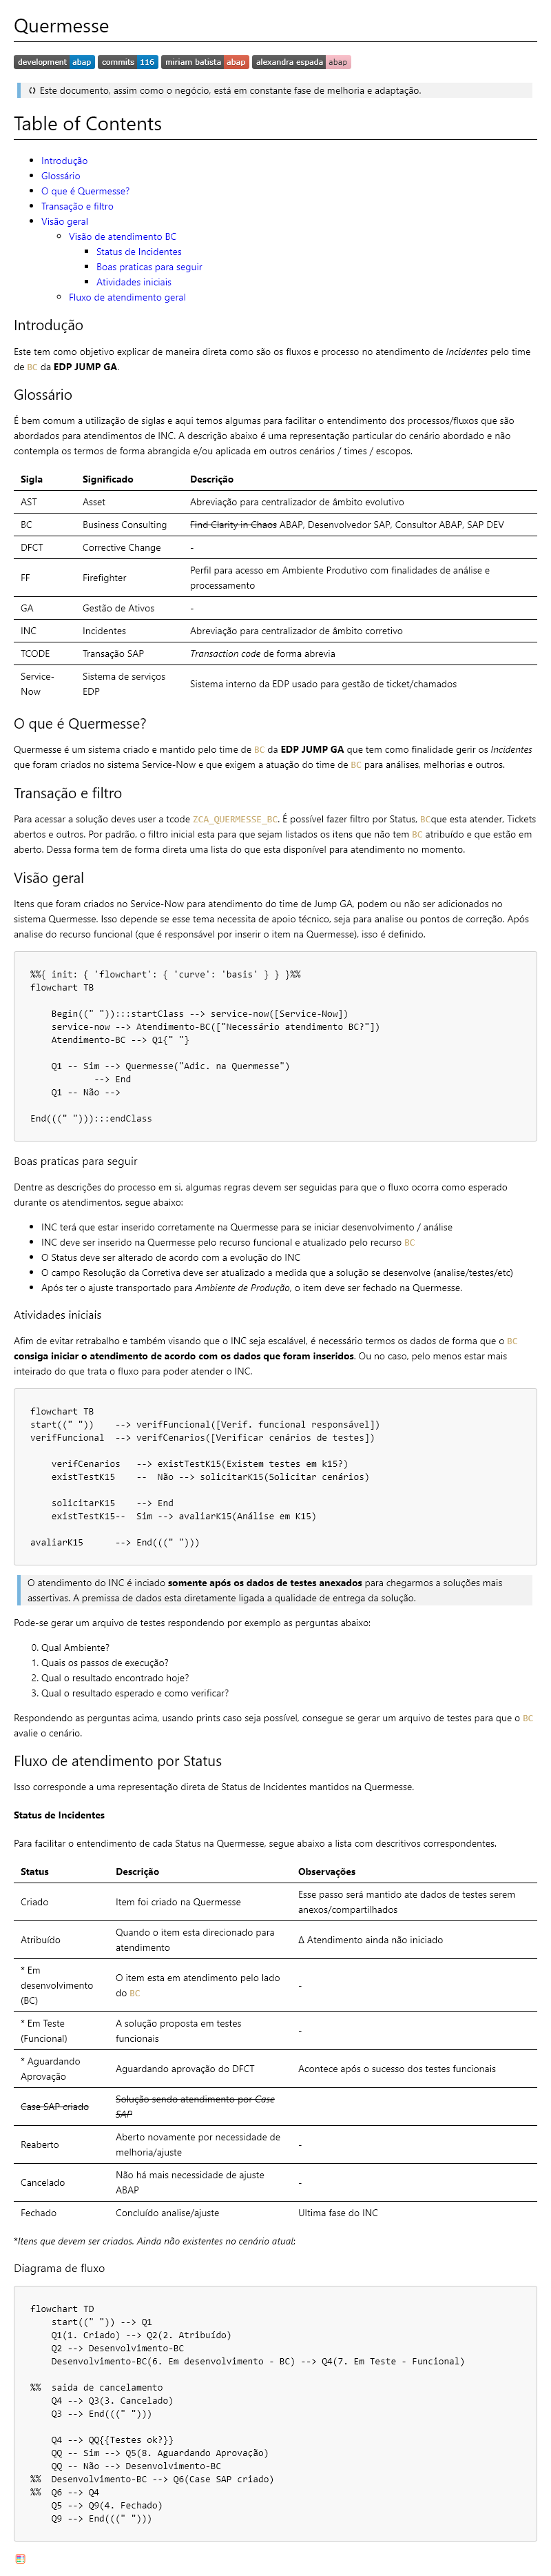 Quermesse
development abap commits 116 miriam batista abap alexandra espada abap
Este documento, assim como o negócio, está em constante fase de melhoria e adaptação.
Table of Contents
Introdução
Glossário
O que é Quermesse?
Transação e filtro
Visão geral
Visão de atendimento BC
Status de Incidentes
Boas praticas para seguir
Atividades iniciais
Fluxo de atendimento geral
Introdução
Este tem como objetivo explicar de maneira direta como são os fluxos e processo no atendimento de Incidentes pelo time
de BC da EDP JUMP GA.
Glossário
É bem comum a utilização de siglas e aqui temos algumas para facilitar o entendimento dos processos/fluxos que são
abordados para atendimentos de INC. A descrição abaixo é uma representação particular do cenário abordado e não
contempla os termos de forma abrangida e/ou aplicada em outros cenários / times / escopos.
Sigla Significado Descrição
AST Asset Abreviação para centralizador de âmbito evolutivo
BC Business Consulting Find Clarity in Chaos ABAP, Desenvolvedor SAP, Consultor ABAP, SAP DEV
DFCT Corrective Change -
FF Firefighter Perfil para acesso em Ambiente Produtivo com finalidades de análise e
processamento
GA Gestão de Ativos -
INC Incidentes Abreviação para centralizador de âmbito corretivo
TCODE Transação SAP Transaction code de forma abrevia
Service-
Now Sistema de serviços
EDP Sistema interno da EDP usado para gestão de ticket/chamados
O que é Quermesse?
Quermesse é um sistema criado e mantido pelo time de BC da EDP JUMP GA que tem como finalidade gerir os Incidentes
que foram criados no sistema Service-Now e que exigem a atuação do time de BC para análises, melhorias e outros.
Transação e filtro
Para acessar a solução deves user a tcode ZCA_QUERMESSE_BC. É possível fazer filtro por Status, BCque esta atender, Tickets
abertos e outros. Por padrão, o filtro inicial esta para que sejam listados os itens que não tem BC atribuído e que estão em
aberto. Dessa forma tem de forma direta uma lista do que esta disponível para atendimento no momento.
Visão geral
Itens que foram criados no Service-Now para atendimento do time de Jump GA, podem ou não ser adicionados no
sistema Quermesse. Isso depende se esse tema necessita de apoio técnico, seja para analise ou pontos de correção. Após
analise do recurso funcional (que é responsável por inserir o item na Quermesse), isso é definido.
%%{ init: { 'flowchart': { 'curve': 'basis' } } }%%
flowchart TB
Begin((" ")):::startClass --> service-now([Service-Now])
service-now --> Atendimento-BC(["Necessário atendimento BC?"])
Atendimento-BC --> Q1{" "}
Q1 -- Sim --> Quermesse("Adic. na Quermesse")
--> End
Q1 -- Não -->
End(((" "))):::endClass
Boas praticas para seguir
Dentre as descrições do processo em si, algumas regras devem ser seguidas para que o fluxo ocorra como esperado
durante os atendimentos, segue abaixo:
INC terá que estar inserido corretamente na Quermesse para se iniciar desenvolvimento / análise
INC deve ser inserido na Quermesse pelo recurso funcional e atualizado pelo recurso BC
O Status deve ser alterado de acordo com a evolução do INC
O campo Resolução da Corretiva deve ser atualizado a medida que a solução se desenvolve (analise/testes/etc)
Após ter o ajuste transportado para Ambiente de Produção, o item deve ser fechado na Quermesse.
Atividades iniciais
Afim de evitar retrabalho e também visando que o INC seja escalável, é necessário termos os dados de forma que o BC
consiga iniciar o atendimento de acordo com os dados que foram inseridos. Ou no caso, pelo menos estar mais
inteirado do que trata o fluxo para poder atender o INC.
flowchart TB
start((" ")) --> verifFuncional([Verif. funcional responsável])
verifFuncional --> verifCenarios([Verificar cenários de testes])
verifCenarios --> existTestK15(Existem testes em k15?)
existTestK15 -- Não --> solicitarK15(Solicitar cenários)
solicitarK15 --> End
existTestK15-- Sim --> avaliarK15(Análise em K15)
avaliarK15 --> End(((" ")))
O atendimento do INC é inciado somente após os dados de testes anexados para chegarmos a soluções mais
assertivas. A premissa de dados esta diretamente ligada a qualidade de entrega da solução.
Pode-se gerar um arquivo de testes respondendo por exemplo as perguntas abaixo:
0. Qual Ambiente?
1. Quais os passos de execução?
2. Qual o resultado encontrado hoje?
3. Qual o resultado esperado e como verificar?
Respondendo as perguntas acima, usando prints caso seja possível, consegue se gerar um arquivo de testes para que o BC
avalie o cenário.
Fluxo de atendimento por Status
Isso corresponde a uma representação direta de Status de Incidentes mantidos na Quermesse.
Status de Incidentes
Para facilitar o entendimento de cada Status na Quermesse, segue abaixo a lista com descritivos correspondentes.
Status Descrição Observações
Criado Item foi criado na Quermesse Esse passo será mantido ate dados de testes serem
anexos/compartilhados
Atribuído Quando o item esta direcionado para
atendimento Δ Atendimento ainda não iniciado
* Em
desenvolvimento
(BC) O item esta em atendimento pelo lado
do BC -
* Em Teste
(Funcional) A solução proposta em testes
funcionais -
* Aguardando
Aprovação Aguardando aprovação do DFCT Acontece após o sucesso dos testes funcionais
Case SAP criado Solução sendo atendimento por Case
SAP
Reaberto Aberto novamente por necessidade de
melhoria/ajuste -
Cancelado Não há mais necessidade de ajuste
ABAP -
Fechado Concluído analise/ajuste Ultima fase do INC
*Itens que devem ser criados. Ainda não existentes no cenário atual:
Diagrama de fluxo
flowchart TD
start((" ")) --> Q1
Q1(1. Criado) --> Q2(2. Atribuído)
Q2 --> Desenvolvimento-BC
Desenvolvimento-BC(6. Em desenvolvimento - BC) --> Q4(7. Em Teste - Funcional)
%% saida de cancelamento
Q4 --> Q3(3. Cancelado)
Q3 --> End(((" ")))
Q4 --> QQ{{Testes ok?}}
QQ -- Sim --> Q5(8. Aguardando Aprovação)
QQ -- Não --> Desenvolvimento-BC
%% Desenvolvimento-BC --> Q6(Case SAP criado)
%% Q6 --> Q4
Q5 --> Q9(4. Fechado)
Q9 --> End(((" ")))